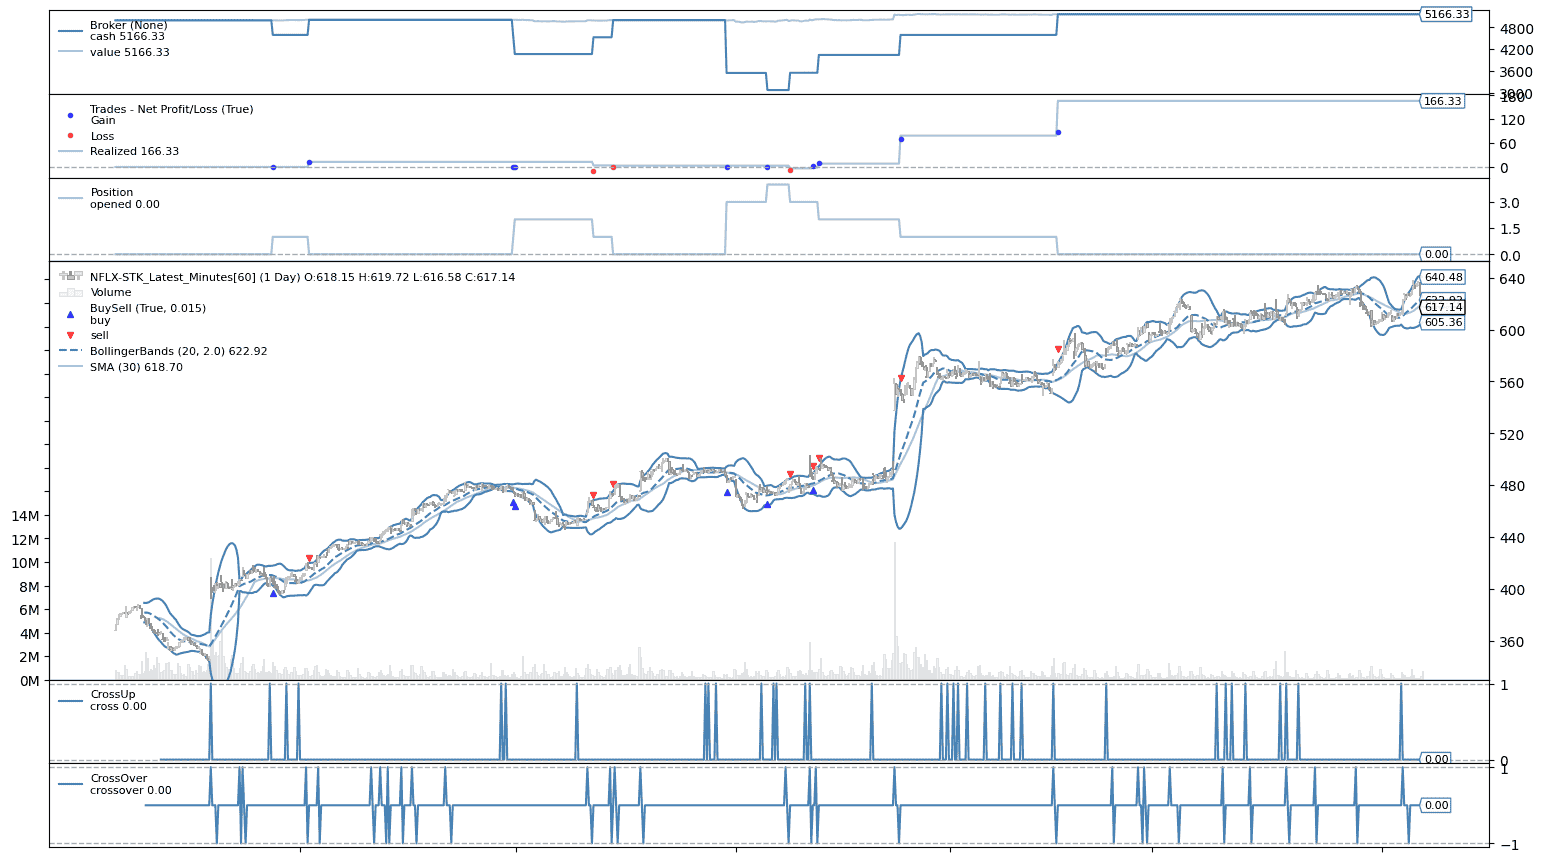 Broker (None)
cash 5166.33
value 5166.33
5166.33
4800
4200
3600
3000
Trades - Net Profit/Loss (True)
Gain
Loss
Realized 166.33
180
166.33
120
60
0
Position
opened 0.00
3.0
1.5
0.0
0.00
NFLX-STK_Latest_Minutes[60] (1 Day) O:618.15 H:619.72 L:616.58 C:617.14
Volume
BuySell (True, 0.015)
buy
sell
BollingerBands (20, 2.0) 622.92
SMA (30) 618.70
640.48
622.92
617.14
605.36
640
600
560
520
480
440
400
360
14M
12M
10M
8M
6M
4M
2M
0M
CrossUp
cross 0.00
1
0.00
0
CrossOver
crossover 0.00
1
0.00
−1